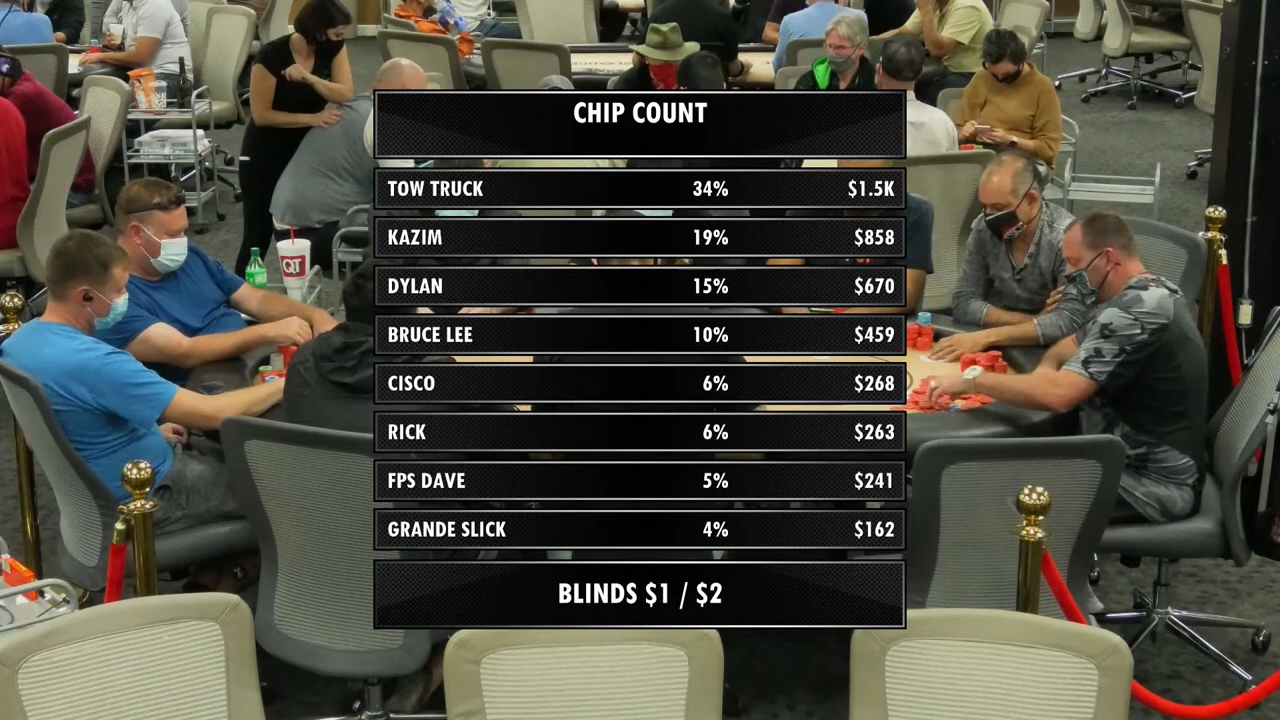 CHIP COUNT
TOW TRUCK 34% $1.5K
KAZIM 19% $858
DYLAN 15% $670
BRUCE LEE 10% $459
CISCO 6% $268
RICK 6% $263
FPS DAVE 5% $241
GRANDE SLICK 4% $162
BLINDS $1 / $2
QT